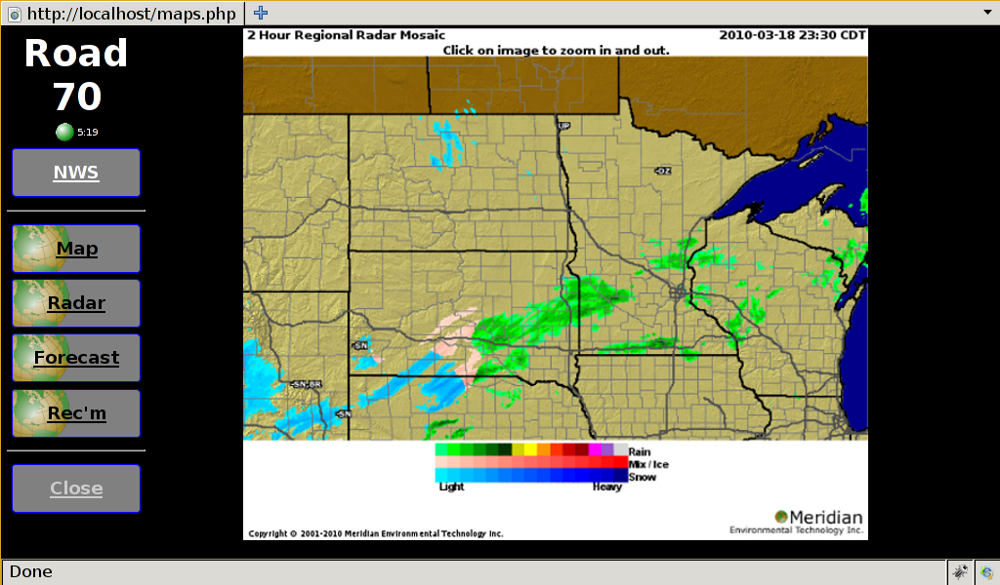 http://localhost/maps.php
Road
70
5:19
NWS
Map
Radar
Forecast
Rec'm
Close
2 Hour Regional Radar Mosaic
2010-03-18 23:30 CDT
Click on image to zoom in and out.
UP
-DZ
-SN
-SN BR
-SN
Rain
Mix / Ice
Snow
Light
Heavy
Meridian
Environmental Technology Inc.
Copyright © 2001-2010 Meridian Environmental Technology Inc.
Done